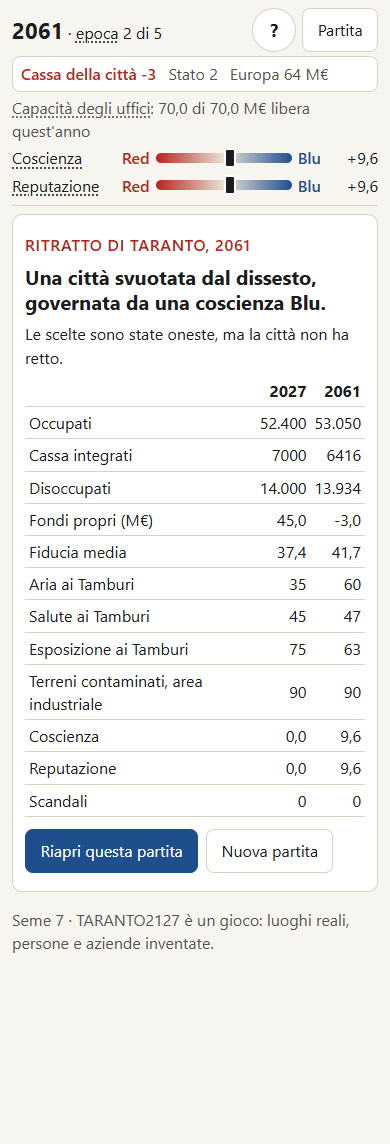 2061 · epoca 2 di 5
?
Partita
Cassa della città -3 Stato 2 Europa 64 M€
Capacità degli uffici: 70,0 di 70,0 M€ libera
quest'anno
Coscienza Red Blu +9,6
Reputazione Red Blu +9,6
RITRATTO DI TARANTO, 2061
Una città svuotata dal dissesto,
governata da una coscienza Blu.
Le scelte sono state oneste, ma la città non ha
retto.
2027 2061
Occupati 52.400 53.050
Cassa integrati 7000 6416
Disoccupati 14.000 13.934
Fondi propri (M€) 45,0 -3,0
Fiducia media 37,4 41,7
Aria ai Tamburi 35 60
Salute ai Tamburi 45 47
Esposizione ai Tamburi 75 63
Terreni contaminati, area
industriale 90 90
Coscienza 0,0 9,6
Reputazione 0,0 9,6
Scandali 0 0
Riapri questa partita
Nuova partita
Seme 7 · TARANTO2127 è un gioco: luoghi reali,
persone e aziende inventate.